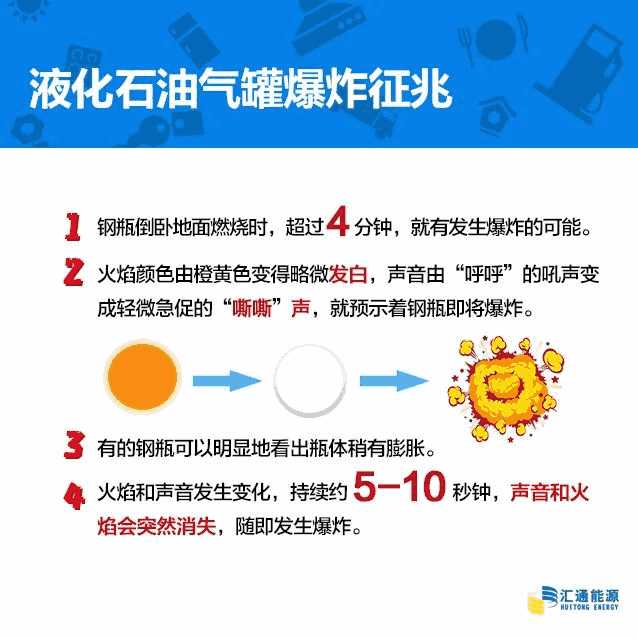 液化石油气罐爆炸征兆
1 钢瓶倒卧地面燃烧时，超过4分钟，就有发生爆炸的可能。
2 火焰颜色由橙黄色变得略微发白，声音由“呼呼”的吼声变
成轻微急促的“嘶嘶”声，就预示着钢瓶即将爆炸。
3 有的钢瓶可以明显地看出瓶体稍有膨胀。
4 火焰和声音发生变化，持续约5-10秒钟，声音和火
焰会突然消失，随即发生爆炸。
汇通能源
HUITONG ENERGY